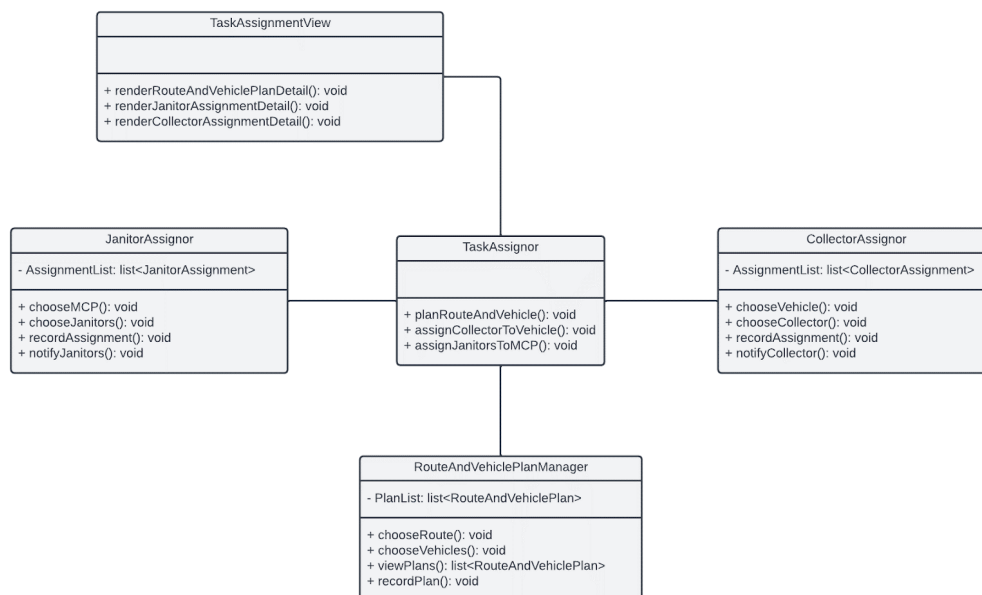 TaskAssignmentView
+ renderRouteAndVehiclePlanDetail(): void
+ renderJanitorAssignmentDetail(): void
+ renderCollectorAssignmentDetail(): void
JanitorAssignor
- AssignmentList: list<JanitorAssignment>
+ chooseMCP(): void
+ chooseJanitors(): void
+ recordAssignment(): void
+ notifyJanitors(): void
TaskAssignor
+ planRouteAndVehicle(): void
+ assignCollectorToVehicle(): void
+ assignJanitorsToMCP(): void
CollectorAssignor
- AssignmentList: list<CollectorAssignment>
+ chooseVehicle(): void
+ chooseCollector(): void
+ recordAssignment(): void
+ notifyCollector(): void
RouteAndVehiclePlanManager
- PlanList: list<RouteAndVehiclePlan>
+ chooseRoute(): void
+ chooseVehicles(): void
+ viewPlans(): list<RouteAndVehiclePlan>
+ recordPlan(): void